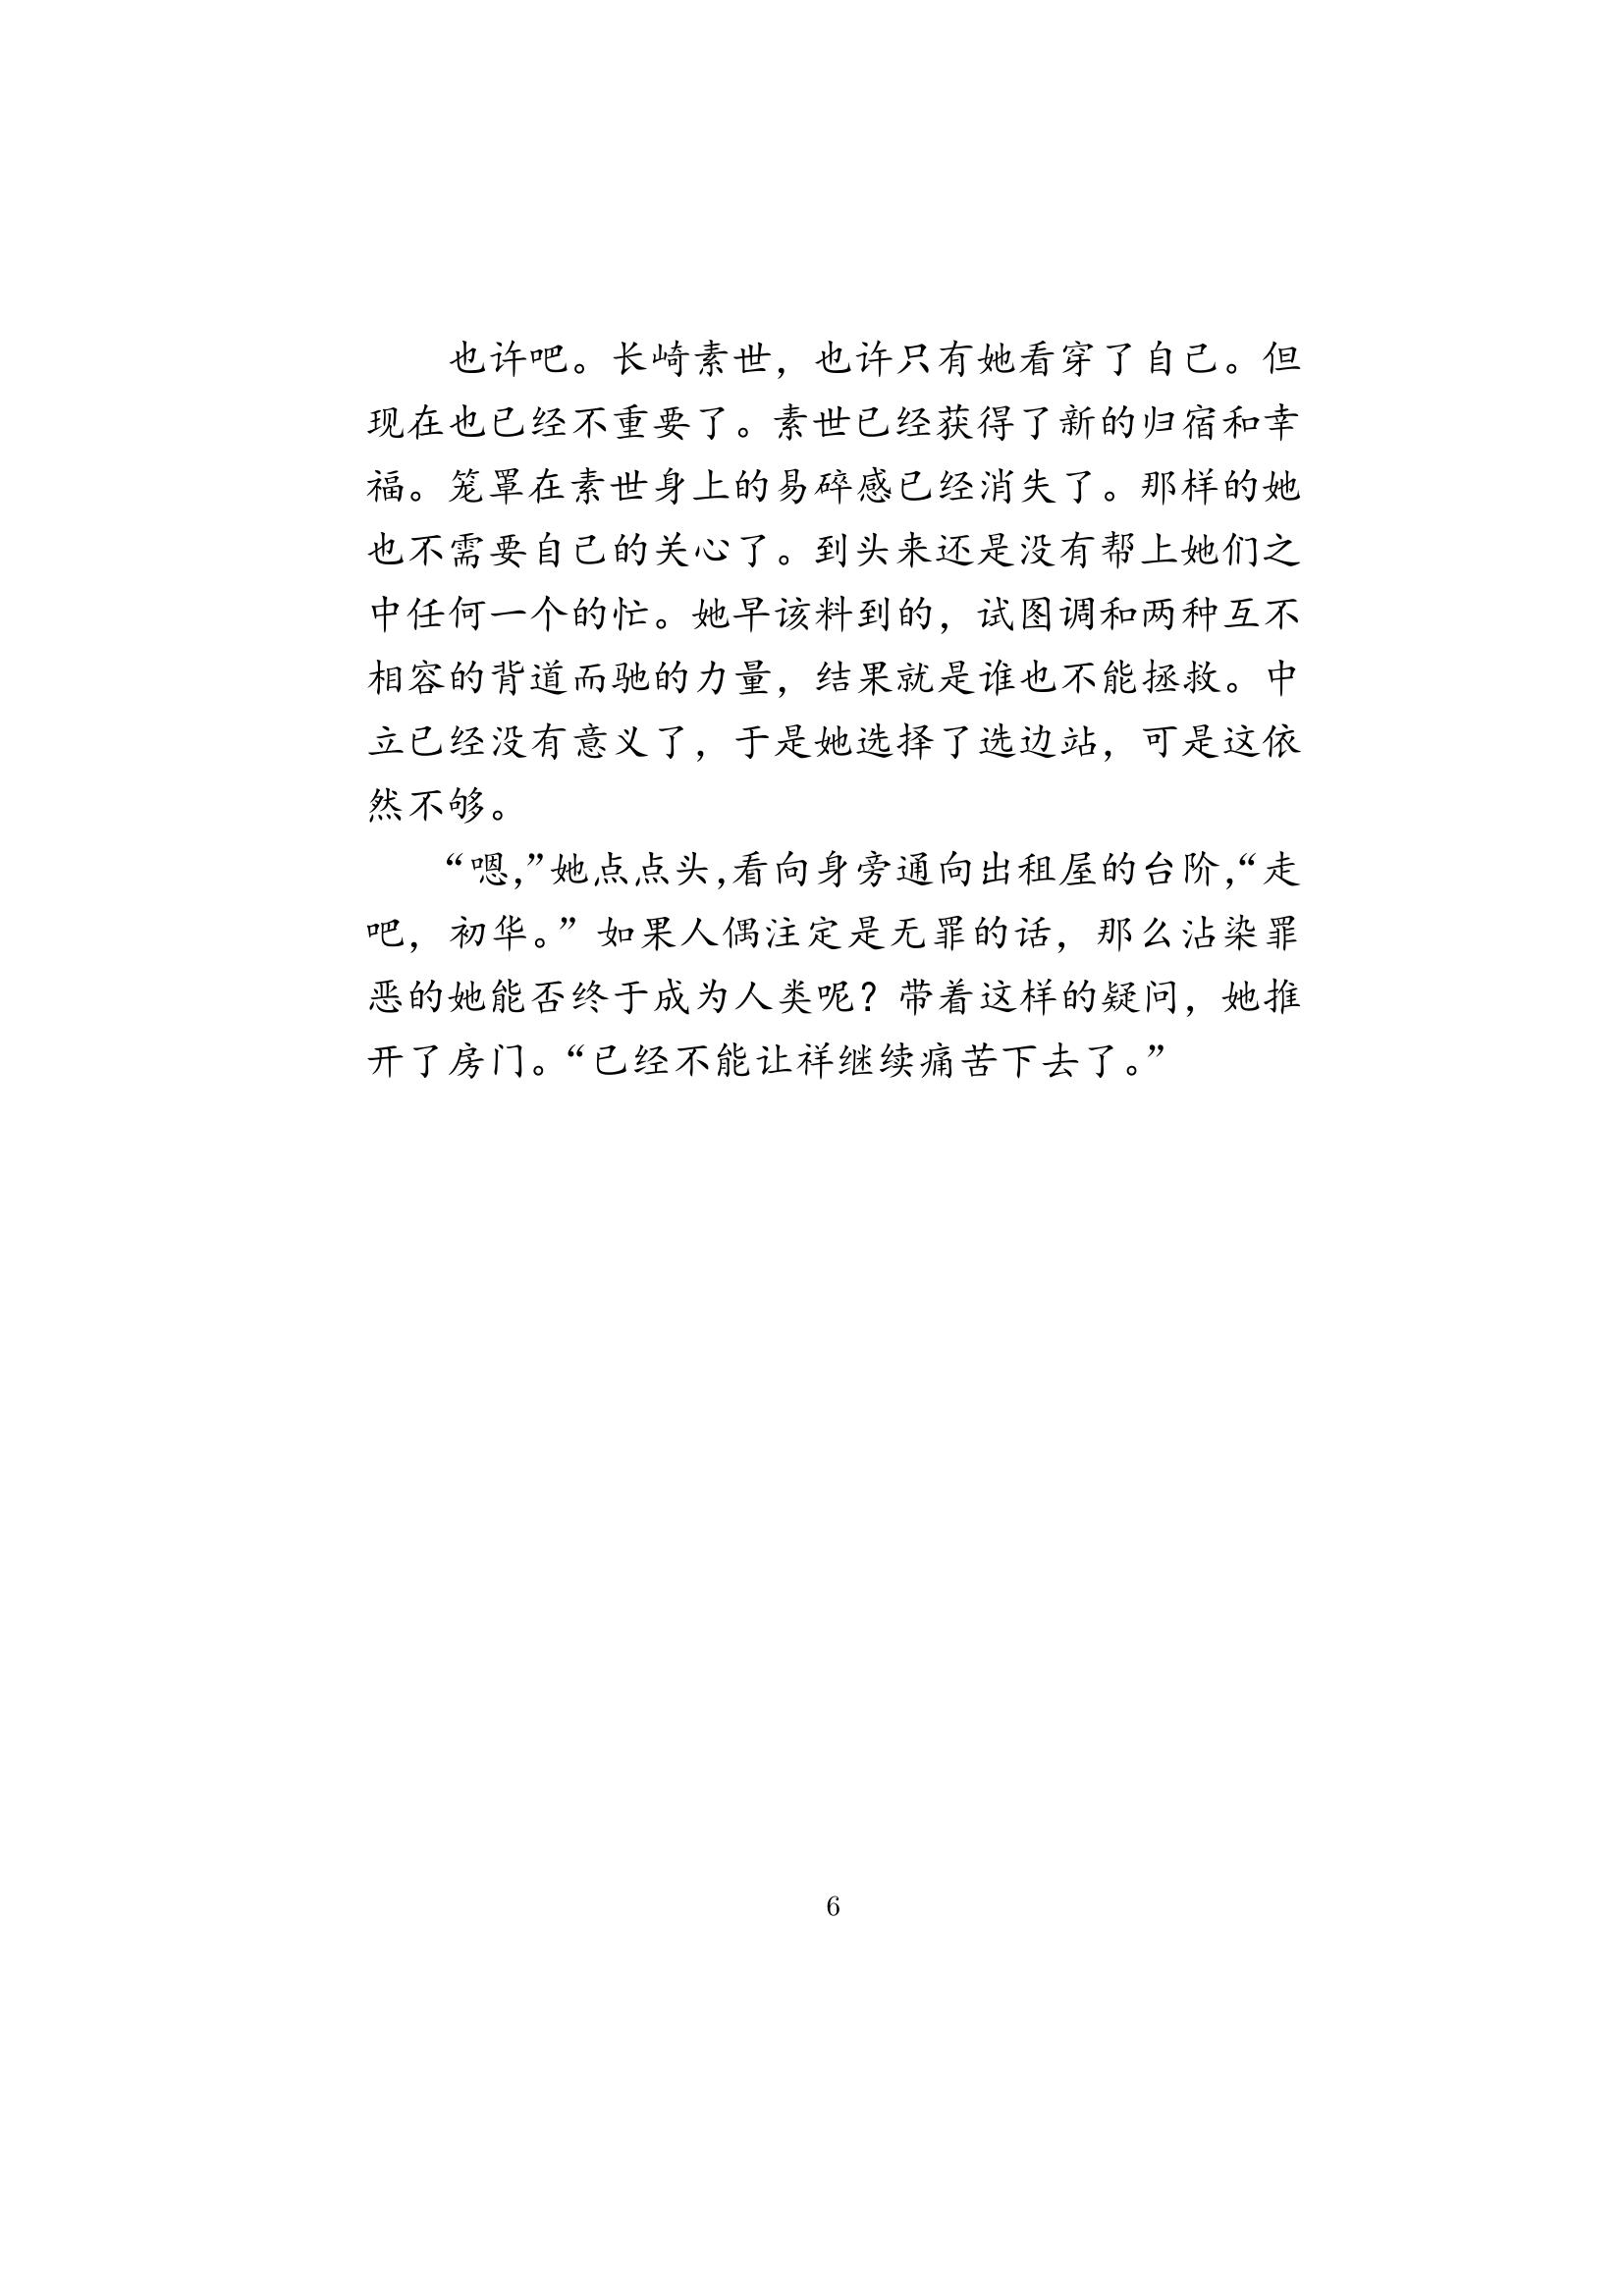 也许吧。长崎素世，也许只有她看穿了自己。但
现在也已经不重要了。素世已经获得了新的归宿和幸
福。笼罩在素世身上的易碎感已经消失了。那样的她
也不需要自己的关心了。到头来还是没有帮上她们之
中任何一个的忙。她早该料到的，试图调和两种互不
相容的背道而驰的力量，结果就是谁也不能拯救。中
立已经没有意义了，于是她选择了选边站，可是这依
然不够。
“嗯，”她点点头，看向身旁通向出租屋的台阶，“走
吧，初华。”如果人偶注定是无罪的话，那么沾染罪
恶的她能否终于成为人类呢？带着这样的疑问，她推
开了房门。“已经不能让祥继续痛苦下去了。”
6